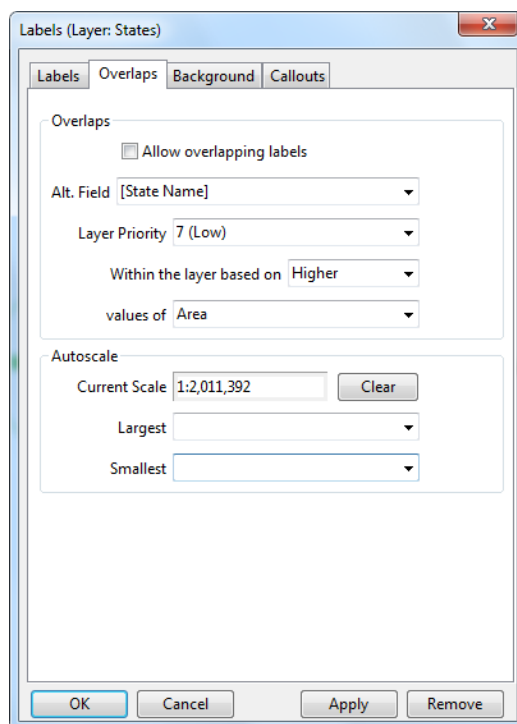 Labels (Layer: States)
Labels Overlaps Background Callouts
Overlaps
Allow overlapping labels
Alt. Field [State Name]
Layer Priority 7 (Low)
Within the layer based on Higher
values of Area
Autoscale
Current Scale 1:2,011,392 Clear
Largest
Smallest
OK Cancel Apply Remove